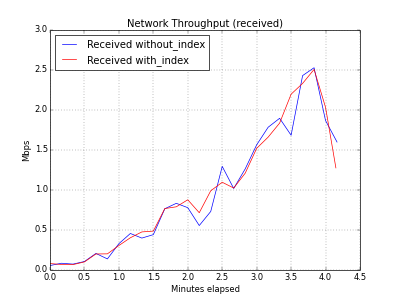 Network Throughput (received)
3.0
2.5
2.0
1.5
1.0
0.5
0.0
Mbps
Received without_index
Received with_index
0.0 0.5 1.0 1.5 2.0 2.5 3.0 3.5 4.0 4.5
Minutes elapsed